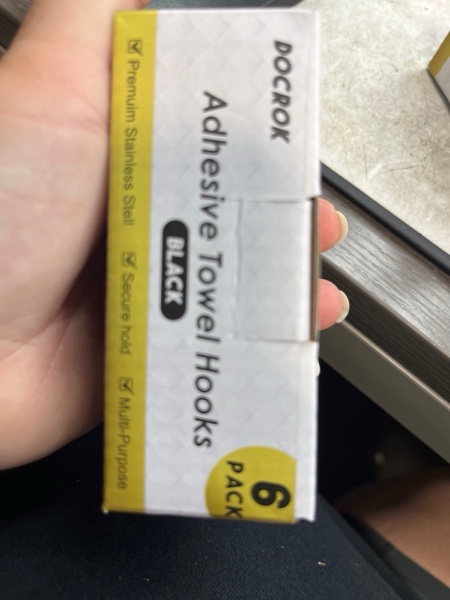 DOCROK
Adhesive Towel Hooks
BLACK
6
PACK
Premuim Stainless Stell
Secure hold
Multi-Purpose